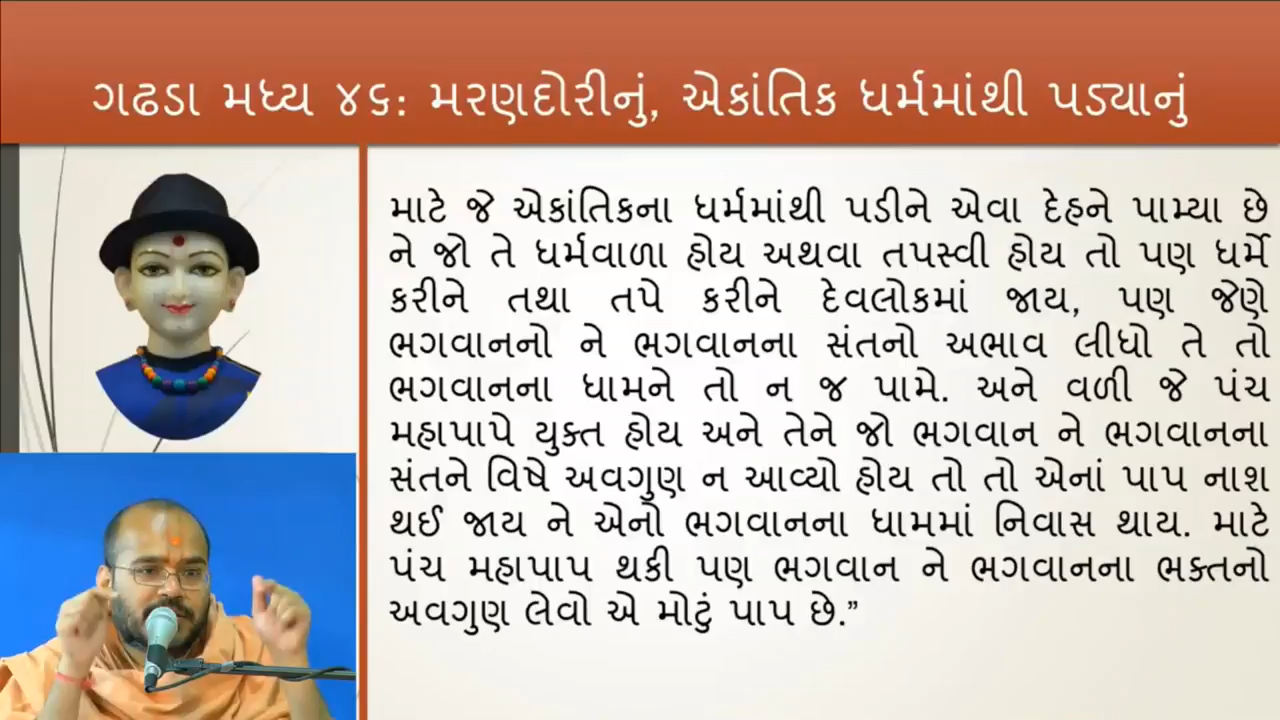 ગઢડા મધ્ય ૪૬: મરણદોરીનું, એકાંતિક ધર્મમાંથી પડ્યાનું
માટે જે એકાંતિકના ધર્મમાંથી પડીને એવા દેહને પામ્યા છે
ને જો તે ધર્મવાળા હોય અથવા તપસ્વી હોય તો પણ ધર્મે
કરીને તથા તપે કરીને દેવલોકમાં જાય, પણ જેણે
ભગવાનનો ને ભગવાનના સંતનો અભાવ લીધો તે તો
ભગવાનના ધામને તો ન જ પામે. અને વળી જે પંચ
મહાપાપે યુક્ત હોય અને તેને જો ભગવાન ને ભગવાનના
સંતને વિષે અવગુણ ન આવ્યો હોય તો તો એનાં પાપ નાશ
થઈ જાય ને એનો ભગવાનના ધામમાં નિવાસ થાય. માટે
પંચ મહાપાપ થકી પણ ભગવાન ને ભગવાનના ભક્તનો
અવગુણ લેવો એ મોટું પાપ છે.”